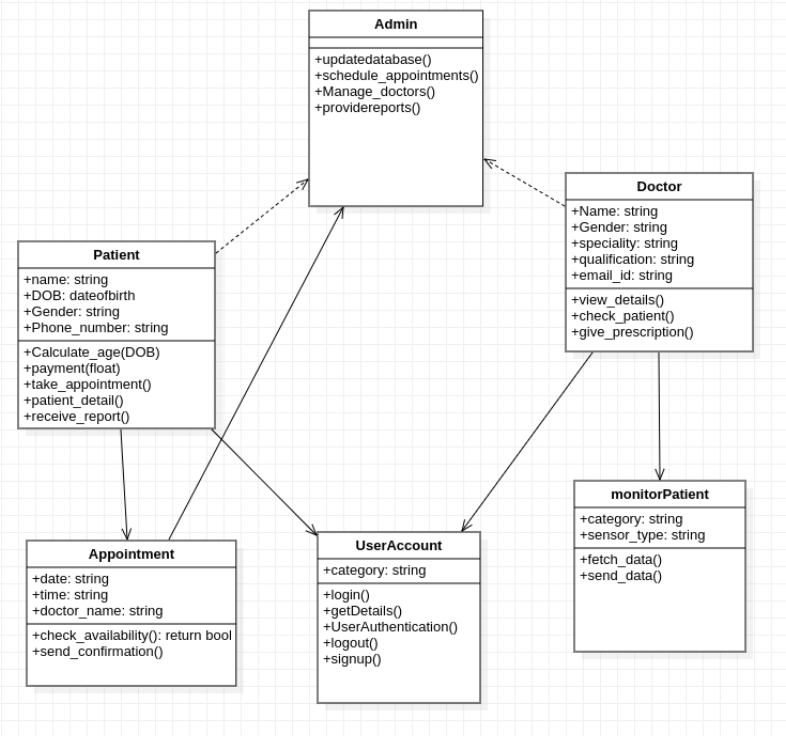 Admin
+updatedatabase()
+schedule_appointments()
+Manage_doctors()
+providereports()
Doctor
+Name: string
+Gender: string
+speciality: string
+qualification: string
+email_id: string
+view_details()
+check_patient()
+give_prescription()
Patient
+name: string
+DOB: dateofbirth
+Gender: string
+Phone_number: string
+Calculate_age(DOB)
+payment(float)
+take_appointment()
+patient_detail()
+receive_report()
Appointment
+date: string
+time: string
+doctor_name: string
+check_availability(): return bool
+send_confirmation()
UserAccount
+category: string
+login()
+getDetails()
+UserAuthentication()
+logout()
+signup()
monitorPatient
+category: string
+sensor_type: string
+fetch_data()
+send_data()